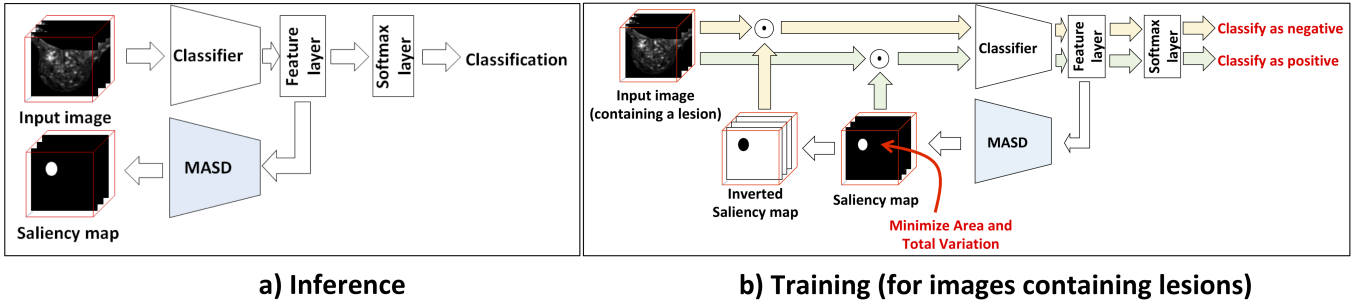 Input image
Classifier
Feature
layer
Softmax
layer
Classification
MASD
Saliency map
a) Inference
Input image
(containing a lesion)
Classifier
Feature
layer
Softmax
layer
Classify as negative
Classify as positive
MASD
Inverted
Saliency map
Saliency map
Minimize Area and
Total Variation
b) Training (for images containing lesions)